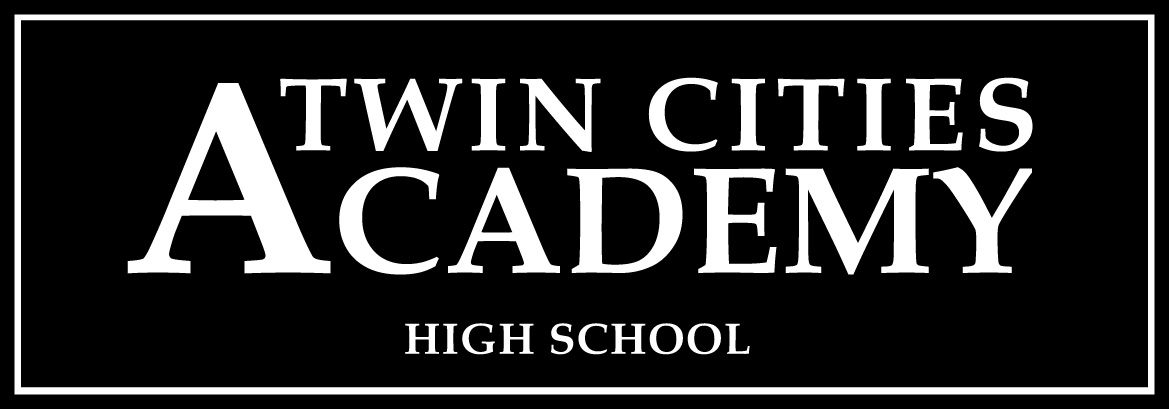 TWIN CITIES
ACADEMY
HIGH SCHOOL